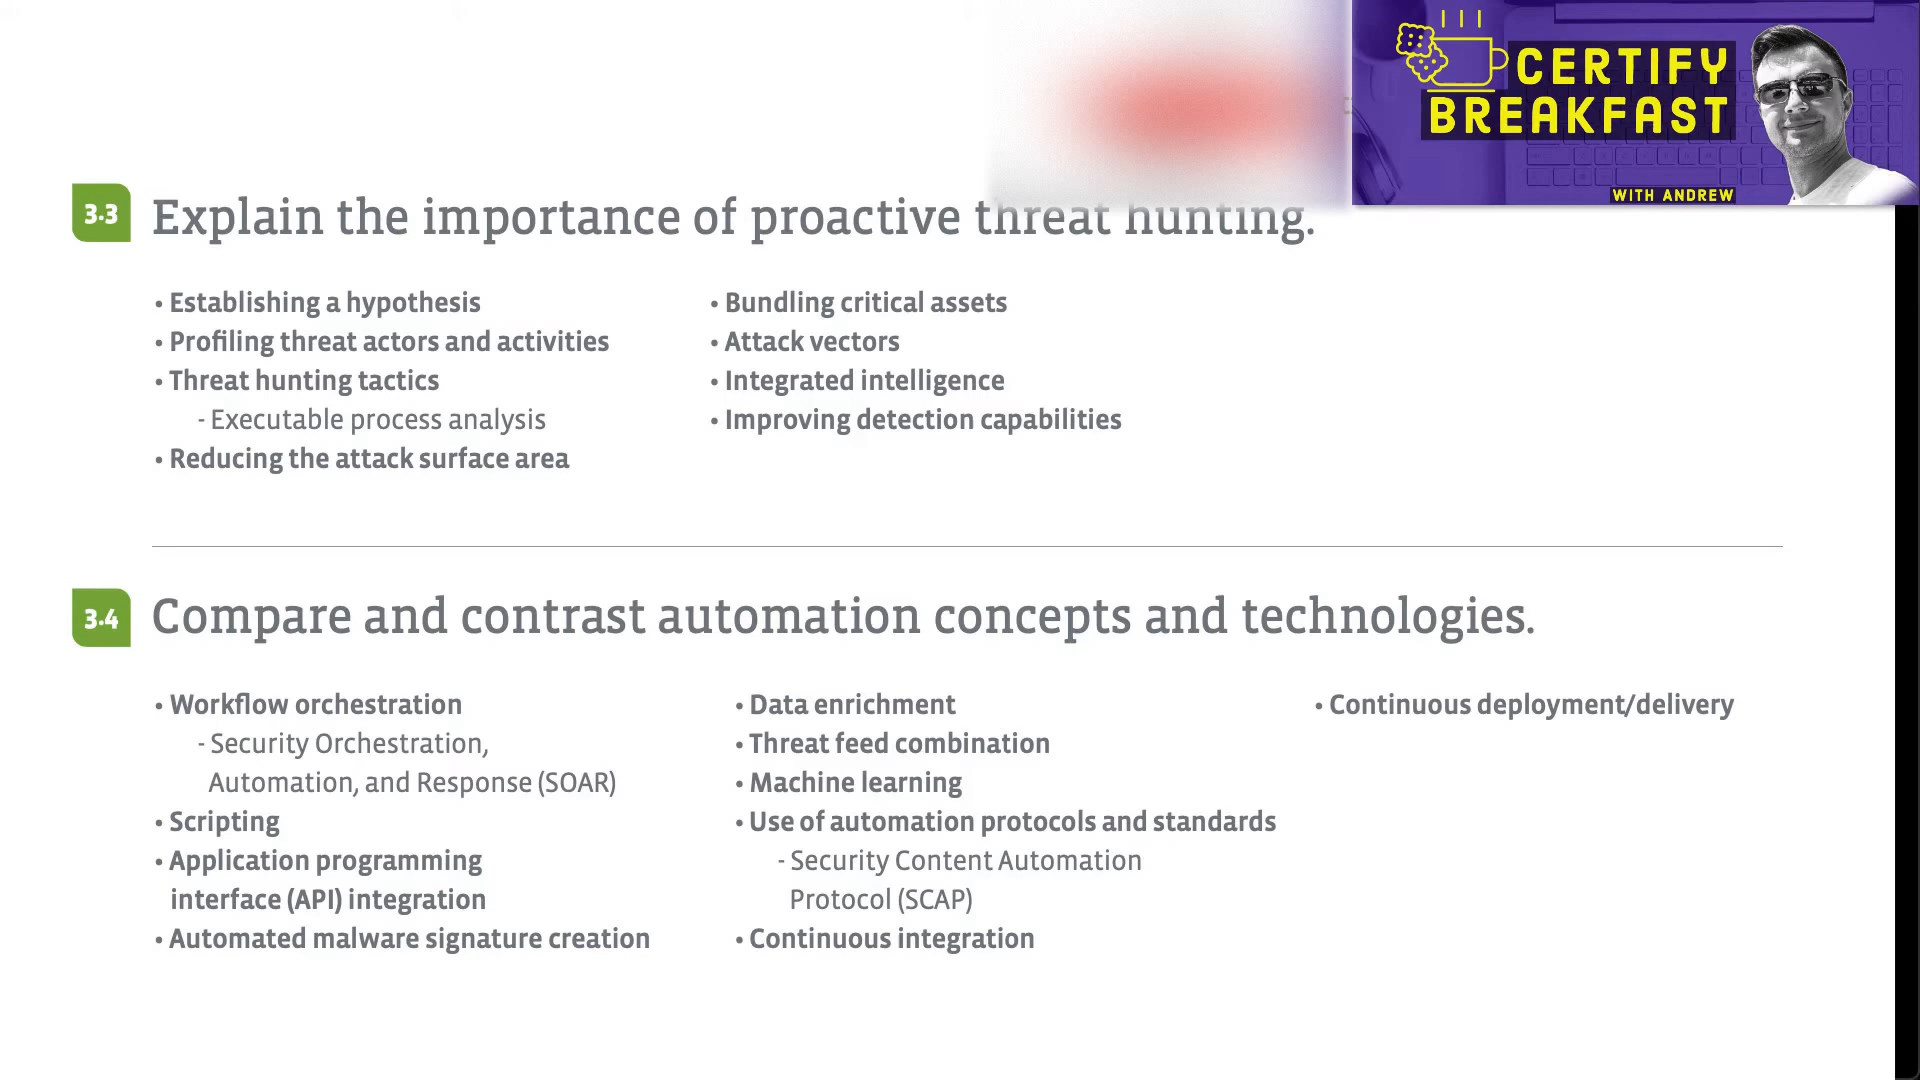 CERTIFY
BREAKFAST
WITH ANDREW
3.3 Explain the importance of proactive threat hunting.
• Establishing a hypothesis
• Profiling threat actors and activities
• Threat hunting tactics
- Executable process analysis
• Reducing the attack surface area
• Bundling critical assets
• Attack vectors
• Integrated intelligence
• Improving detection capabilities
3.4 Compare and contrast automation concepts and technologies.
• Workflow orchestration
- Security Orchestration,
Automation, and Response (SOAR)
• Scripting
• Application programming
interface (API) integration
• Automated malware signature creation
• Data enrichment
• Threat feed combination
• Machine learning
• Use of automation protocols and standards
- Security Content Automation
Protocol (SCAP)
• Continuous integration
• Continuous deployment/delivery